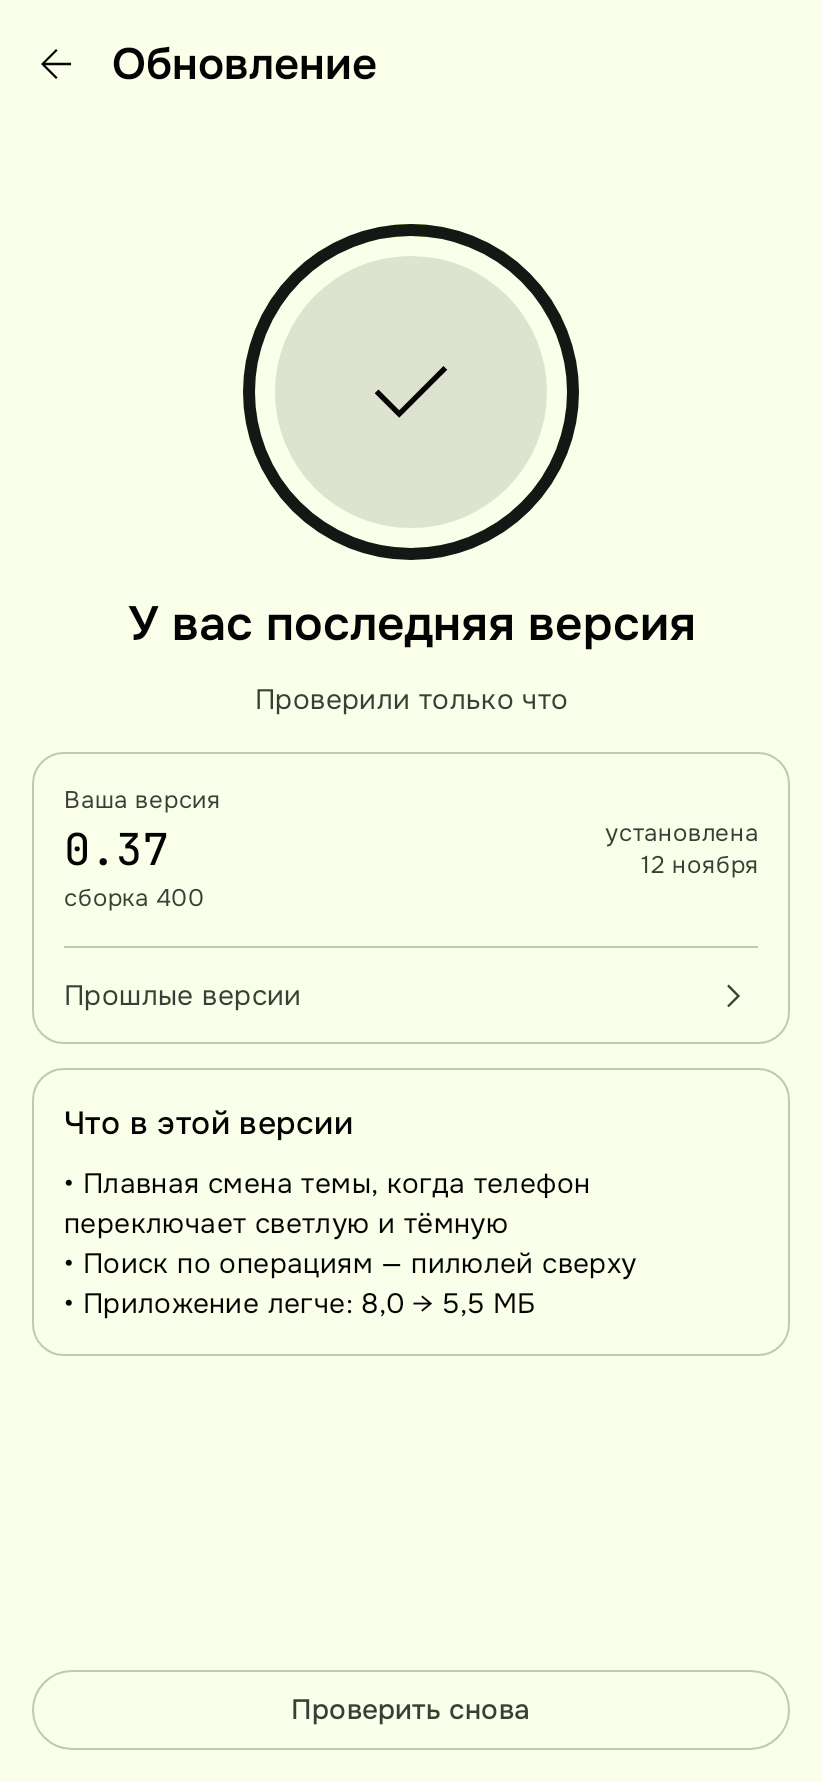 Обновление
У вас последняя версия
Проверили только что
Ваша версия
0.37
сборка 400
установлена
12 ноября
Прошлые версии
Что в этой версии
• Плавная смена темы, когда телефон
переключает светлую и тёмную
• Поиск по операциям — пилюлей сверху
• Приложение легче: 8,0 → 5,5 МБ
Проверить снова